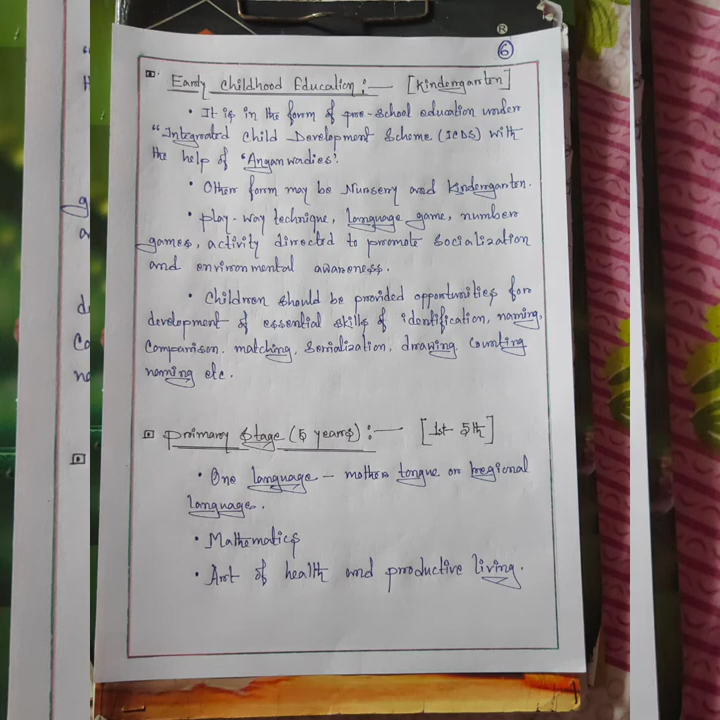 6
Early Childhood Education :— [Kindergarten]
• It is in the form of pre-school education under
"Integrated Child Development Scheme (ICDS) with
the help of 'Anganwadies'.
• Other form may be Nursery and Kindergarten.
• play-way technique, language game, number
games, activity directed to promote socialization
and environmental awareness.
• Children should be provided opportunities for
development of essential skills of identification, naming,
Comparison. matching, Serialization, drawing. Counting
naming etc.
Primary Stage (5 years) :— [1st - 5th]
• One language – mother tongue or regional
language.
• Mathematics
• Art of health and productive living.